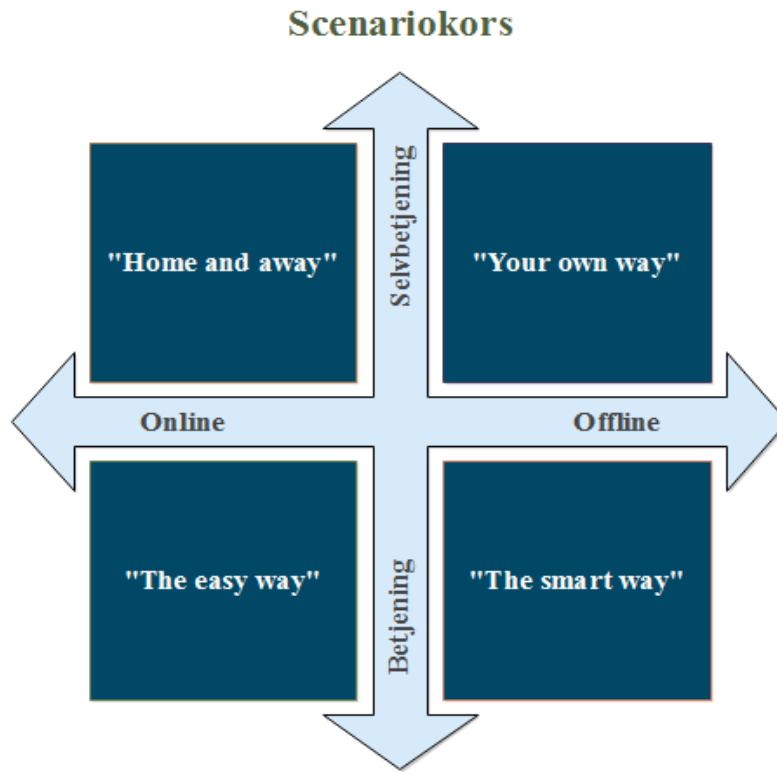 Scenariokors
Selvbetjening
"Home and away"
"Your own way"
Online
Offline
"The easy way"
"The smart way"
Betjening